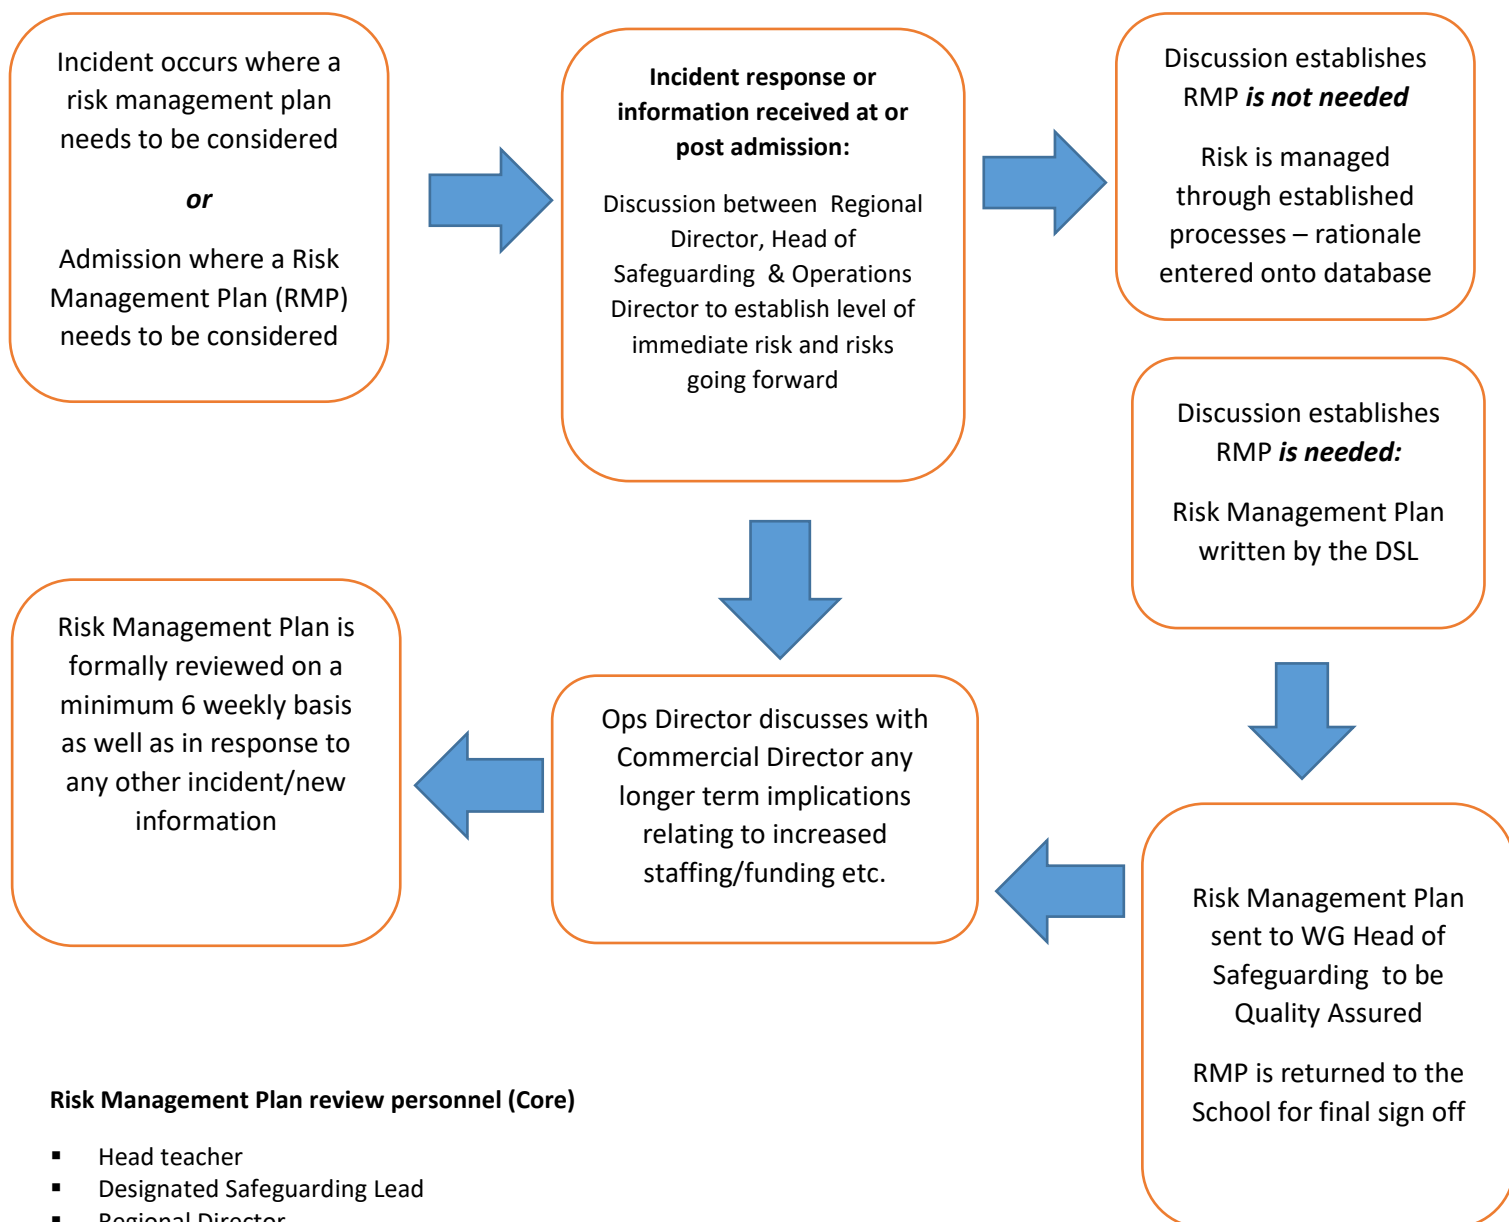 Incident occurs where a
risk management plan
needs to be considered
or
Admission where a Risk
Management Plan (RMP)
needs to be considered
Incident response or
information received at or
post admission:
Discussion between Regional
Director, Head of
Safeguarding & Operations
Director to establish level of
immediate risk and risks
going forward
Discussion establishes
RMP is not needed
Risk is managed
through established
processes – rationale
entered onto database
Discussion establishes
RMP is needed:
Risk Management Plan
written by the DSL
Risk Management Plan is
formally reviewed on a
minimum 6 weekly basis
as well as in response to
any other incident/new
information
Ops Director discusses with
Commercial Director any
longer term implications
relating to increased
staffing/funding etc.
Risk Management Plan
sent to WG Head of
Safeguarding to be
Quality Assured
RMP is returned to the
School for final sign off
Risk Management Plan review personnel (Core)
▪ Head teacher
▪ Designated Safeguarding Lead
▪ Regional Director